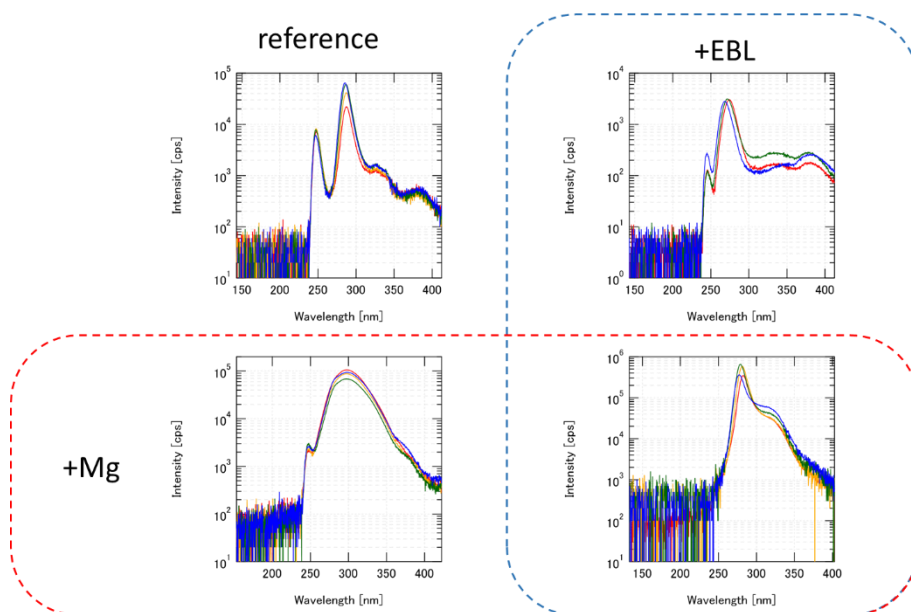 reference
+EBL
Intensity [cps]
10^5
10^4
10^3
10^2
10^1
150 200 250 300 350 400
Wavelength [nm]
Intensity [cps]
10^4
10^3
10^2
10^1
10^0
150 200 250 300 350 400
Wavelength [nm]
+Mg
Intensity [cps]
10^5
10^4
10^3
10^2
10^1
200 250 300 350 400
Wavelength [nm]
Intensity [cps]
10^6
10^5
10^4
10^3
10^2
10^1
150 200 250 300 350 400
Wavelength [nm]